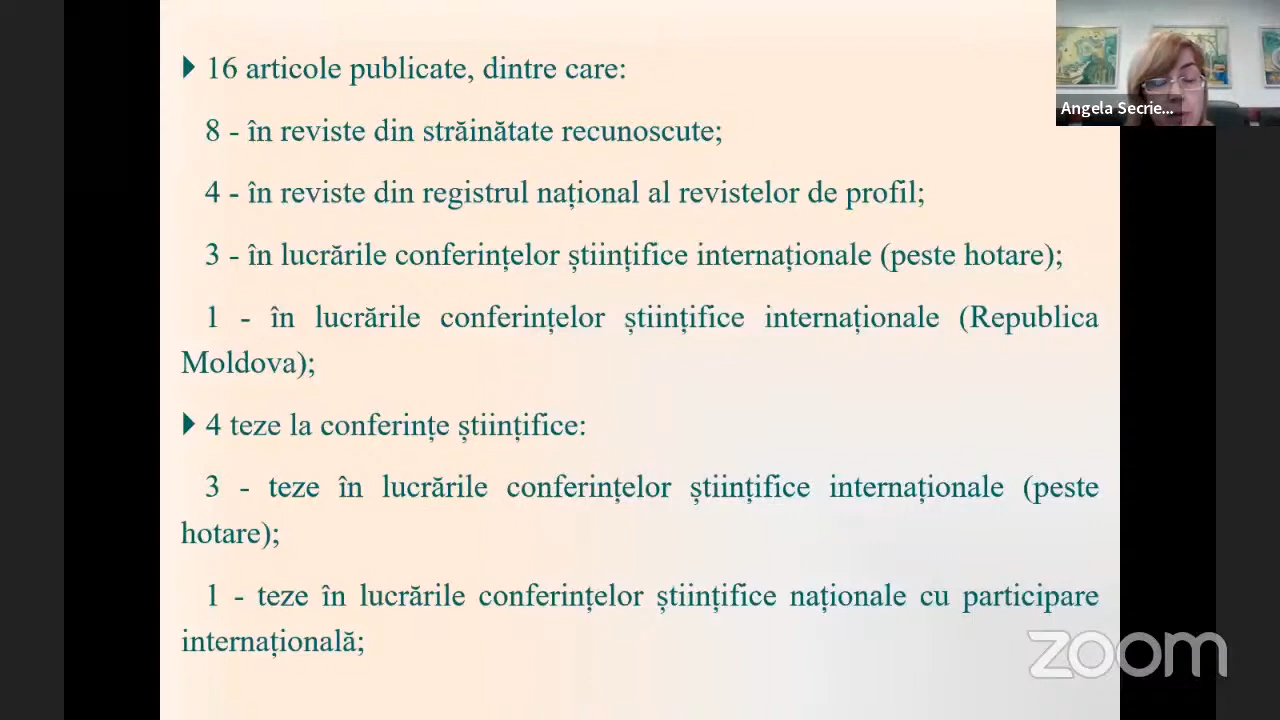 16 articole publicate, dintre care:
8 - în reviste din străinătate recunoscute;
4 - în reviste din registrul național al revistelor de profil;
3 - în lucrările conferințelor științifice internaționale (peste hotare);
1 - în lucrările conferințelor științifice internaționale (Republica
Moldova);
4 teze la conferințe științifice:
3 - teze în lucrările conferințelor științifice internaționale (peste
hotare);
1 - teze în lucrările conferințelor științifice naționale cu participare
internațională;
Angela Secrie...
zoom